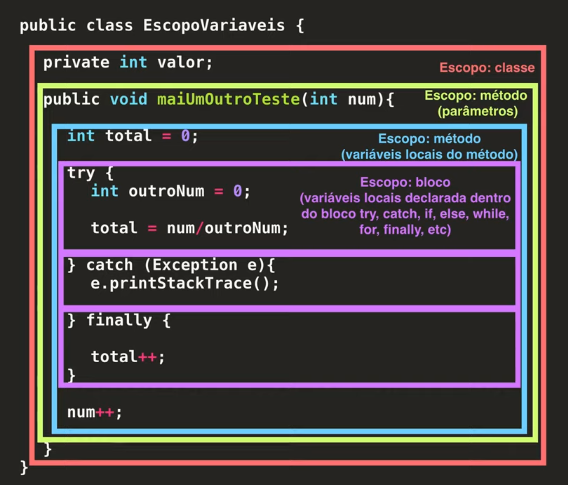 public class EscopoVariaveis {
private int valor;
Escopo: classe
public void maiUmOutroTeste(int num){
Escopo: método
(parâmetros)
int total = 0;
Escopo: método
(variáveis locais do método)
try {
int outroNum = 0;
total = num/outroNum;
Escopo: bloco
(variáveis locais declarada dentro
do bloco try, catch, if, else, while,
for, finally, etc)
} catch (Exception e){
e.printStackTrace();
} finally {
total++;
}
num++;
}
}